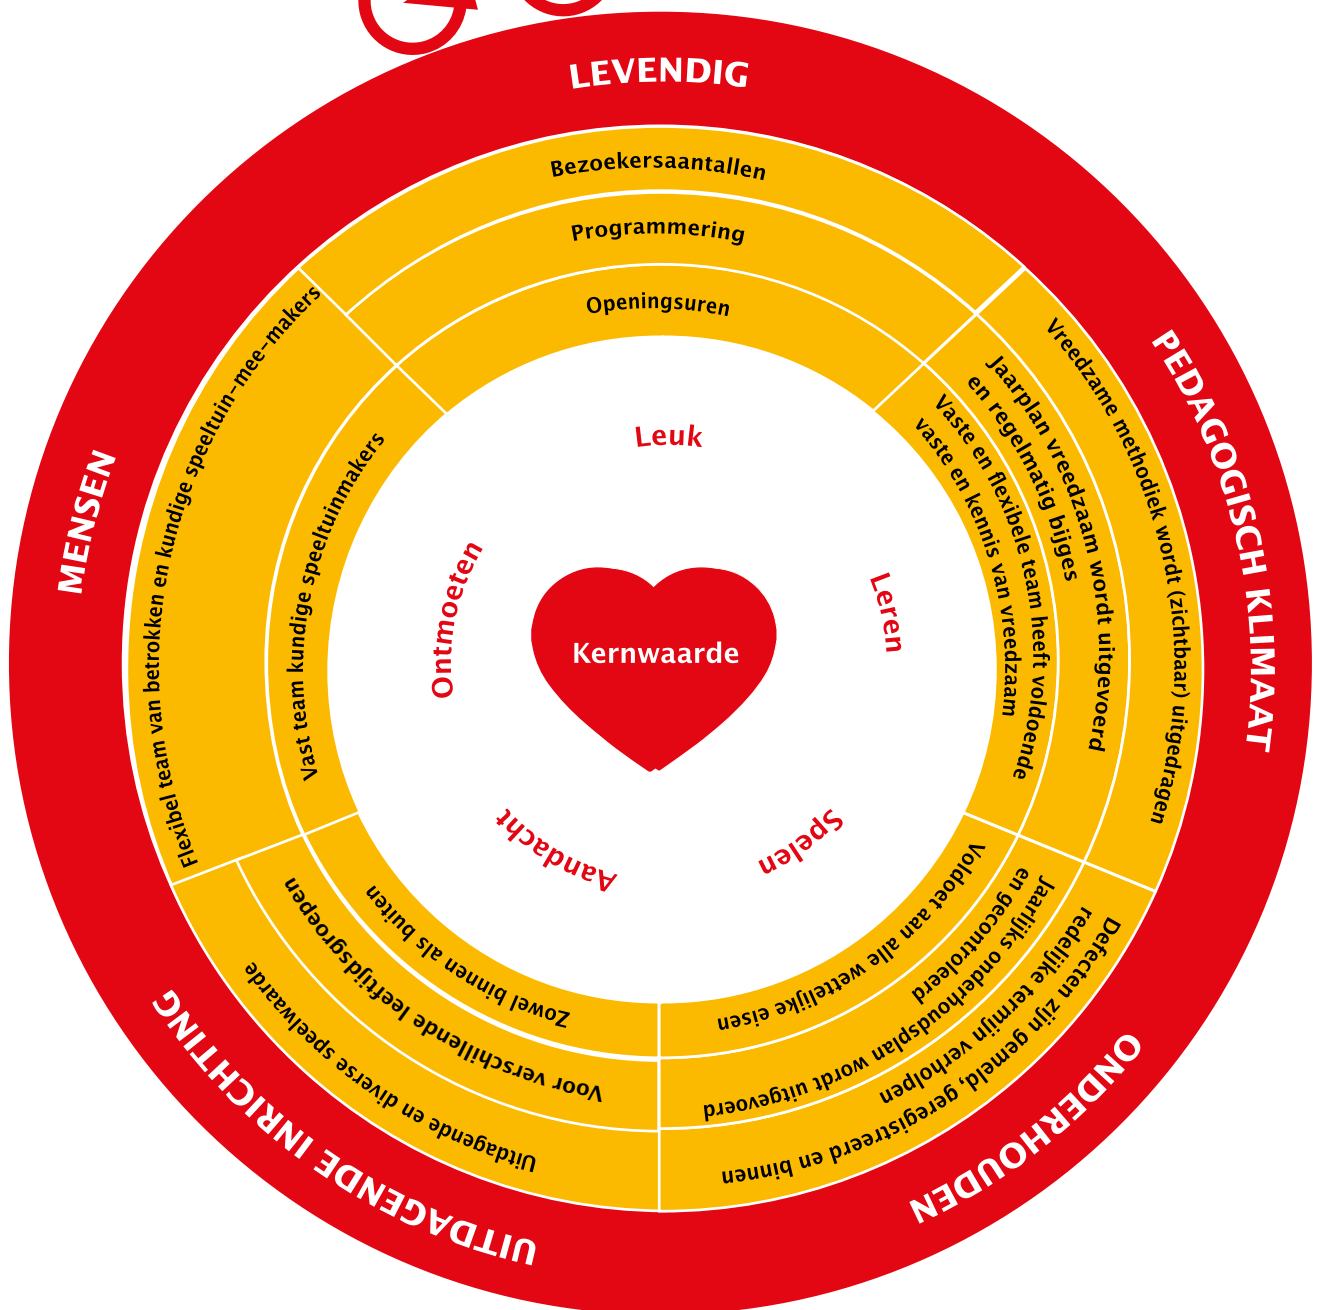 LEVENDIG
Bezoekersaantallen
Programmering
Openingsuren
PEDAGOGISCH KLIMAAT
Vreedzame methodiek wordt (zichtbaar) uitgedragen
Jaarplan vreedzaam wordt uitgevoerd
en regelmatig bijges
Vaste en flexibele team heeft voldoende
vaste en kennis van vreedzaam
ONDERHOUDEN
Defecten zijn gemeld, geregistreerd en binnen
redelijke termijn verholpen
Jaarlijks onderhoudsplan wordt uitgevoerd
en gecontroleerd
Voldoet aan alle wettelijke eisen
UITDAGENDE INRICHTING
Uitdagende en diverse speelwaarde
Voor verschillende leeftijdsgroepen
Zowel binnen als buiten
MENSEN
Flexibel team van betrokken en kundige speeltuin-mee-makers
Vast team kundige speeltuinmakers
Leuk
Leren
Spelen
Aandacht
Ontmoeten
Kernwaarde